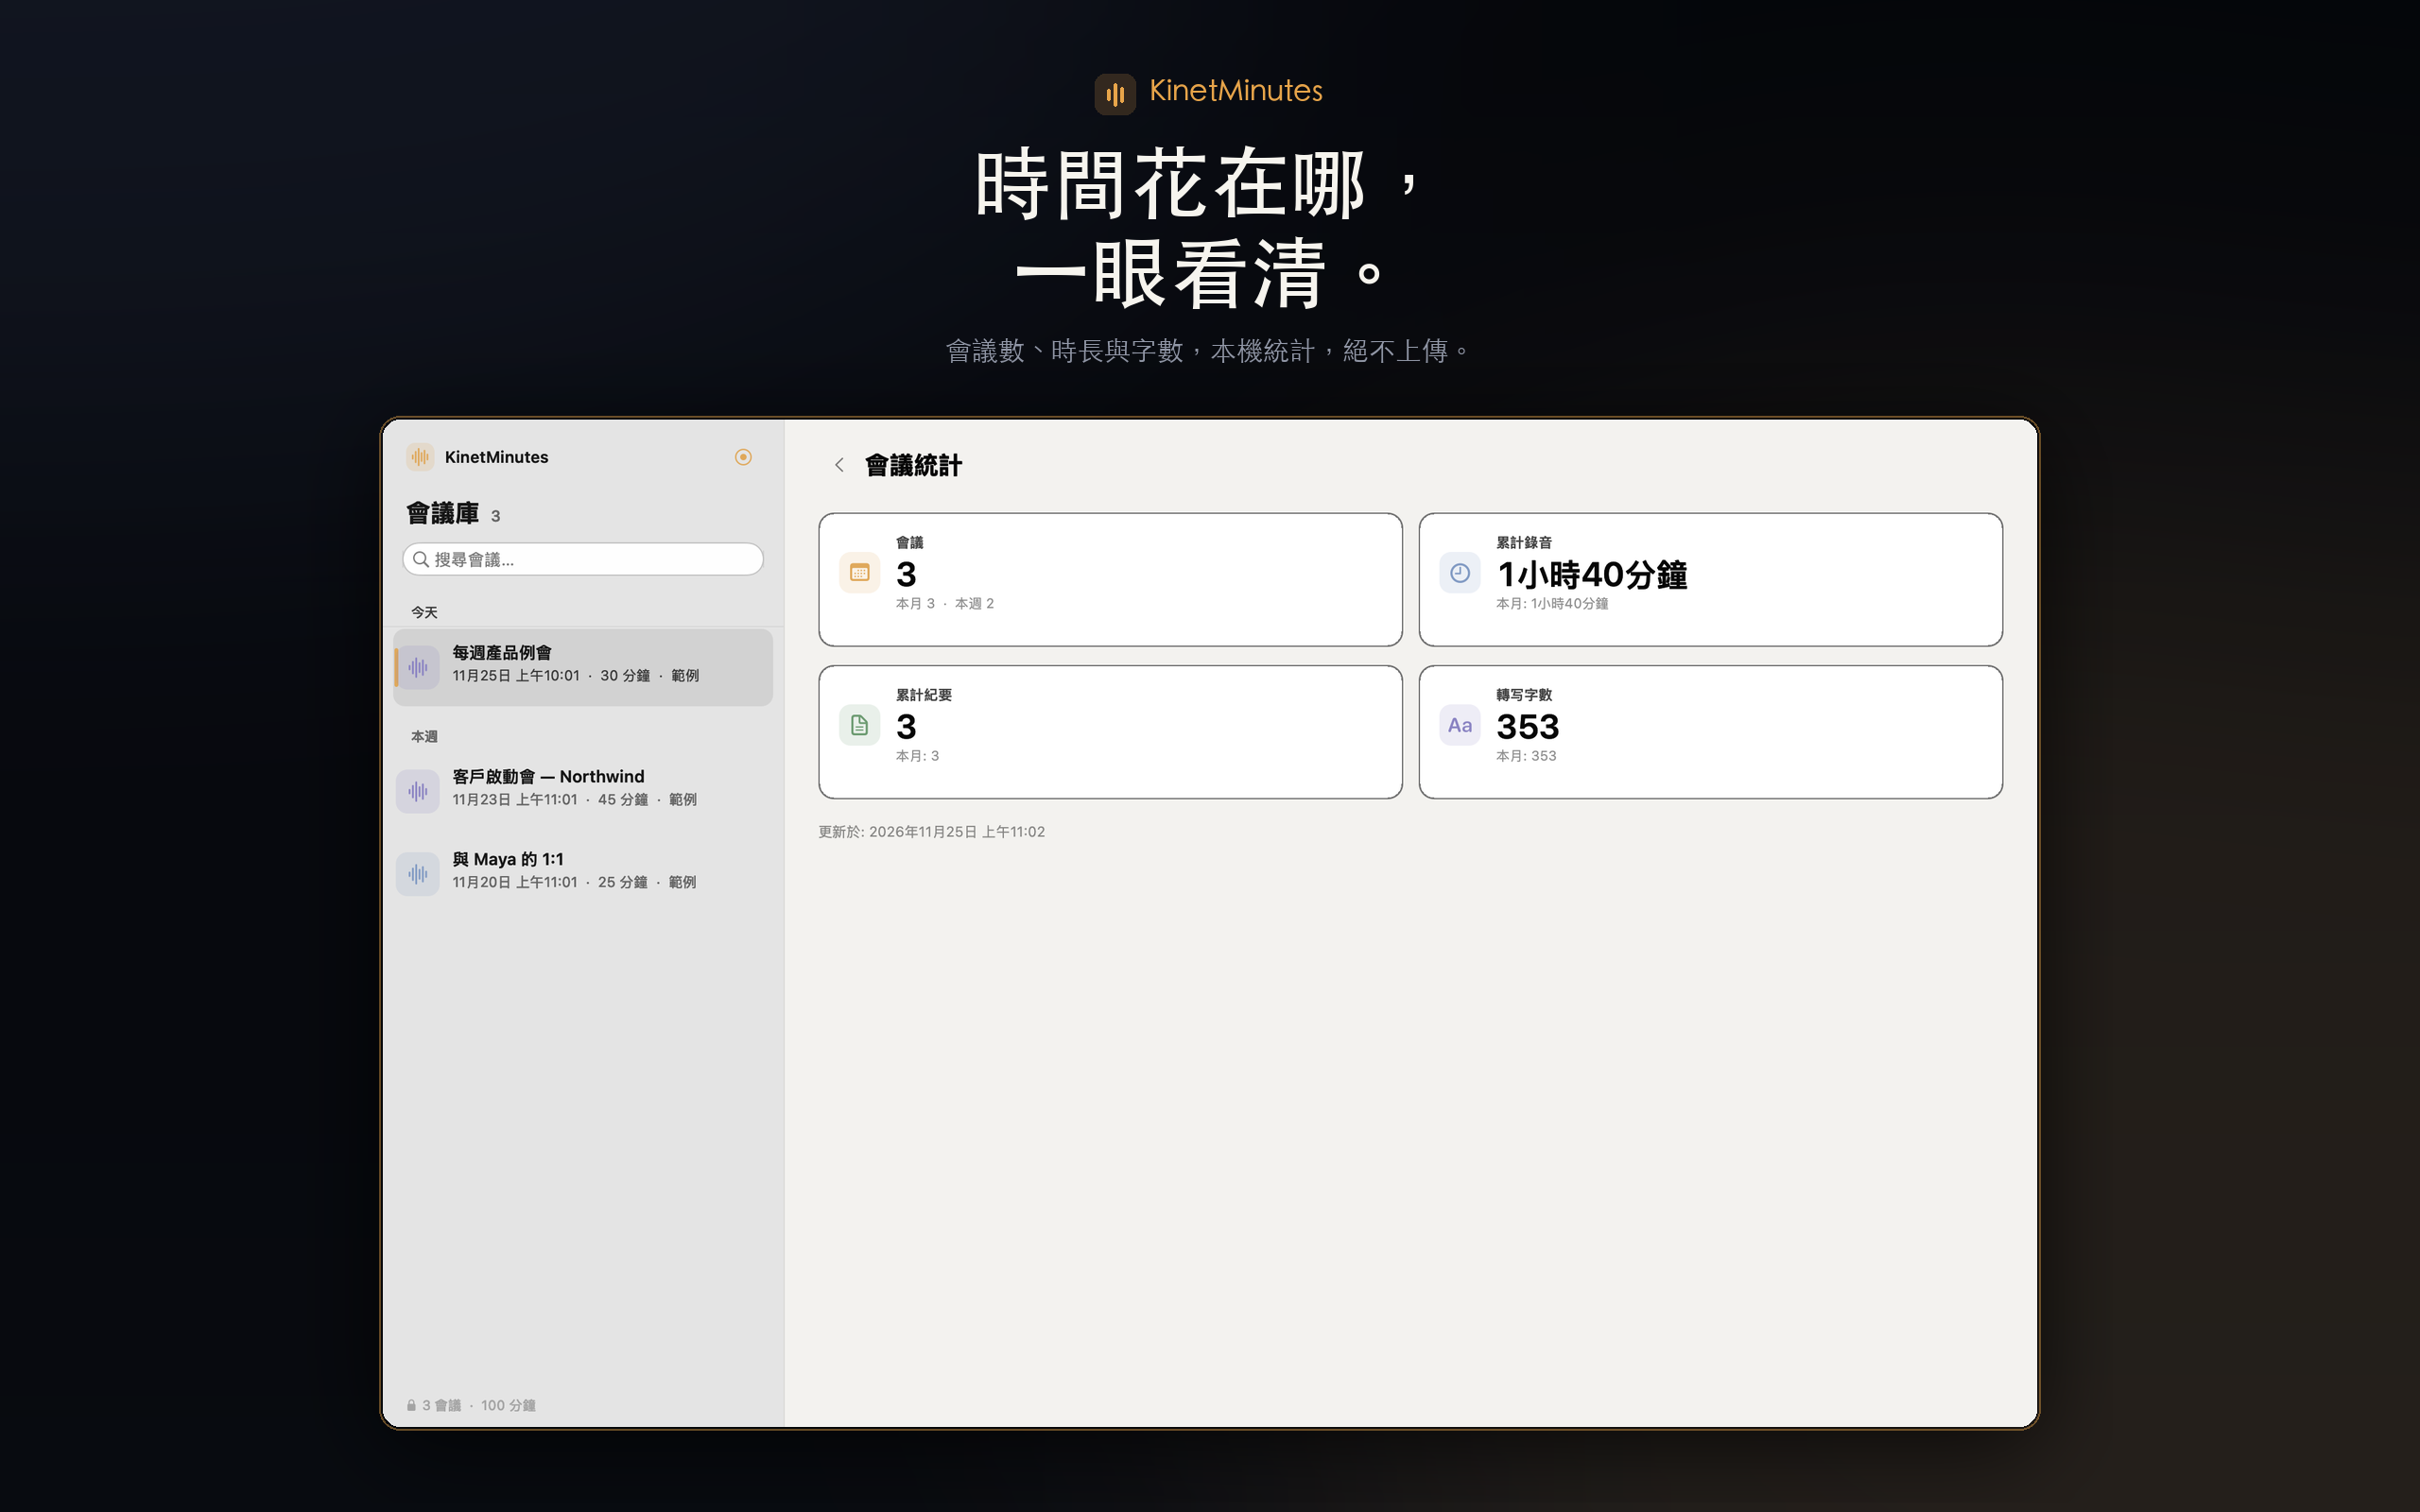 KinetMinutes
時間花在哪，
一眼看清。
會議數、時長與字數，本機統計，絕不上傳。
KinetMinutes
會議庫 3
搜尋會議...
今天
每週產品例會
11月25日 上午10:01 · 30 分鐘 · 範例
本週
客戶啟動會 — Northwind
11月23日 上午11:01 · 45 分鐘 · 範例
與 Maya 的 1:1
11月20日 上午11:01 · 25 分鐘 · 範例
3 會議 · 100 分鐘
會議統計
會議
3
本月 3 · 本週 2
累計錄音
1小時40分鐘
本月: 1小時40分鐘
累計紀要
3
本月: 3
Aa
轉写字數
353
本月: 353
更新於: 2026年11月25日 上午11:02